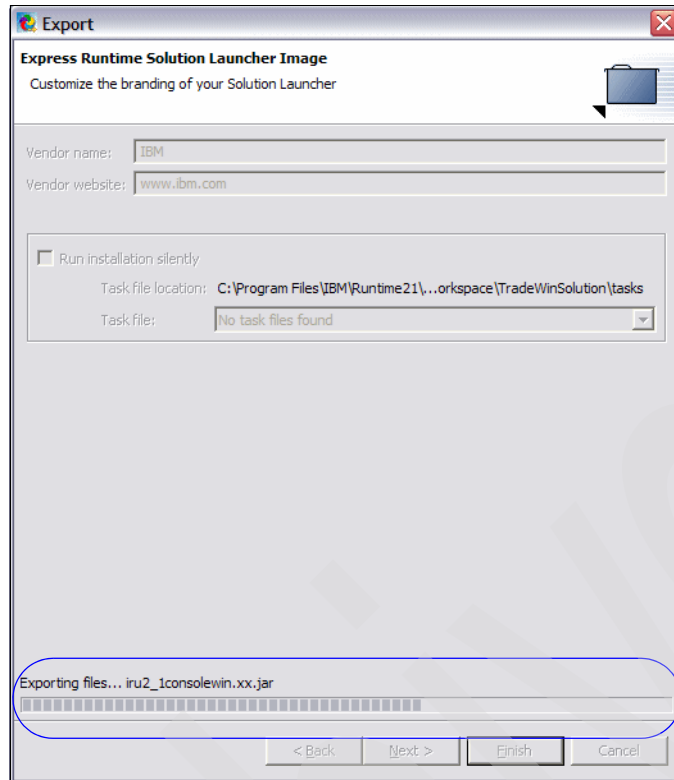 Export
Express Runtime Solution Launcher Image
Customize the branding of your Solution Launcher
Vendor name: IBM
Vendor website: www.ibm.com
Run installation silently
Task file location: C:\Program Files\IBM\Runtime21\...orkspace\TradeWinSolution\tasks
Task file: No task files found
Exporting files... iru2_1consolewin.xx.jar
< Back Next > Finish Cancel